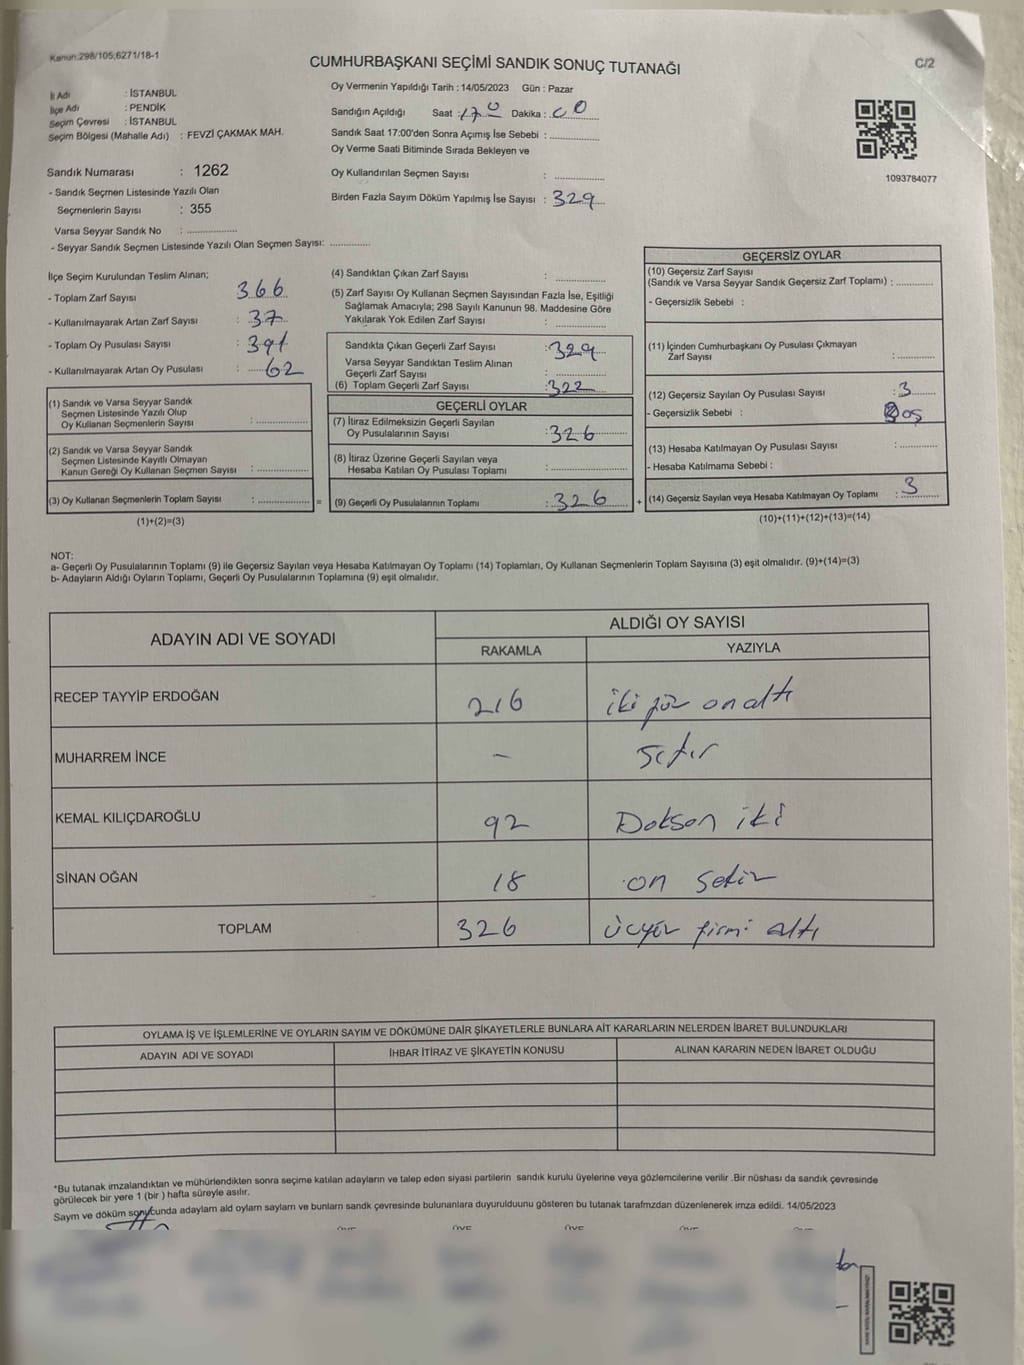 Kanun:298/105;6271/18-1
C/2
CUMHURBAŞKANI SEÇİMİ SANDIK SONUÇ TUTANAĞI
İl Adı : İSTANBUL
İlçe Adı : PENDİK
Seçim Çevresi : İSTANBUL
Seçim Bölgesi (Mahalle Adı) : FEVZİ ÇAKMAK MAH.
Oy Vermenin Yapıldığı Tarih : 14/05/2023 Gün : Pazar
Sandığın Açıldığı Saat : 17 Dakika :
Sandık Saat 17:00'den Sonra Açımış İse Sebebi :
Oy Verme Saati Bitiminde Sırada Bekleyen ve
Oy Kullandırılan Seçmen Sayısı :
Birden Fazla Sayım Döküm Yapılmış İse Sayısı : 329
1093784077
Sandık Numarası : 1262
- Sandık Seçmen Listesinde Yazılı Olan
Seçmenlerin Sayısı : 355
Varsa Seyyar Sandık No :
- Seyyar Sandık Seçmen Listesinde Yazılı Olan Seçmen Sayısı:
İlçe Seçim Kurulundan Teslim Alınan;
- Toplam Zarf Sayısı 366
- Kullanılmayarak Artan Zarf Sayısı : 37
- Toplam Oy Pusulası Sayısı : 391
- Kullanılmayarak Artan Oy Pusulası : 62
(1) Sandık ve Varsa Seyyar Sandık
Seçmen Listesinde Yazılı Olup
Oy Kullanan Seçmenlerin Sayısı :
(2) Sandık ve Varsa Seyyar Sandık
Seçmen Listesinde Kayıtlı Olmayan
Kanun Gereği Oy Kullanan Seçmen Sayısı :
(3) Oy Kullanan Seçmenlerin Toplam Sayısı : =
(1)+(2)=(3)
(4) Sandıktan Çıkan Zarf Sayısı :
(5) Zarf Sayısı Oy Kullanan Seçmen Sayısından Fazla İse, Eşitliği
Sağlamak Amacıyla; 298 Sayılı Kanunun 98. Maddesine Göre
Yakılarak Yok Edilen Zarf Sayısı :
Sandıkta Çıkan Geçerli Zarf Sayısı : 329
Varsa Seyyar Sandıktan Teslim Alınan
Geçerli Zarf Sayısı :
(6) Toplam Geçerli Zarf Sayısı : 322
GEÇERLİ OYLAR
(7) İtiraz Edilmeksizin Geçerli Sayılan
Oy Pusulalarının Sayısı : 326
(8) İtiraz Üzerine Geçerli Sayılan veya
Hesaba Katılan Oy Pusulası Toplamı :
(9) Geçerli Oy Pusulalarının Toplamı : 326 +
GEÇERSİZ OYLAR
(10) Geçersiz Zarf Sayısı
(Sandık ve Varsa Seyyar Sandık Geçersiz Zarf Toplamı) :
- Geçersizlik Sebebi :
(11) İçinden Cumhurbaşkanı Oy Pusulası Çıkmayan
Zarf Sayısı :
(12) Geçersiz Sayılan Oy Pusulası Sayısı : 3
- Geçersizlik Sebebi : Boş
(13) Hesaba Katılmayan Oy Pusulası Sayısı :
- Hesaba Katılmama Sebebi :
(14) Geçersiz Sayılan veya Hesaba Katılmayan Oy Toplamı : 3
(10)+(11)+(12)+(13)=(14)
NOT:
a- Geçerli Oy Pusulalarının Toplamı (9) ile Geçersiz Sayılan veya Hesaba Katılmayan Oy Toplamı (14) Toplamları, Oy Kullanan Seçmenlerin Toplam Sayısına (3) eşit olmalıdır. (9)+(14)=(3)
b- Adayların Aldığı Oyların Toplamı, Geçerli Oy Pusulalarının Toplamına (9) eşit olmalıdır.
ADAYIN ADI VE SOYADI
ALDIĞI OY SAYISI
RAKAMLA YAZIYLA
RECEP TAYYİP ERDOĞAN 216 iki yüz on altı
MUHARREM İNCE - Sıfır
KEMAL KILIÇDAROĞLU 92 Doksan iki
SİNAN OĞAN 18 on sekiz
TOPLAM 326 üçyüz yirmi altı
OYLAMA İŞ VE İŞLEMLERİNE VE OYLARIN SAYIM VE DÖKÜMÜNE DAİR ŞİKAYETLERLE BUNLARA AİT KARARLARIN NELERDEN İBARET BULUNDUKLARI
ADAYIN ADI VE SOYADI İHBAR İTİRAZ VE ŞİKAYETİN KONUSU ALINAN KARARIN NEDEN İBARET OLDUĞU
*Bu tutanak imzalandıktan ve mühürlendikten sonra seçime katılan adayların ve talep eden siyasi partilerin sandık kurulu üyelerine veya gözlemcilerine verilir .Bir nüshası da sandık çevresinde
görülecek bir yere 1 (bir ) hafta süreyle asılır.
Sayım ve döküm sonucunda adaylam ald oylam saylam ve bunlarn sandk çevresinde bulunanlara duyurulduunu gösteren bu tutanak tarafmzdan düzenlenerek imza edildi. 14/05/2023